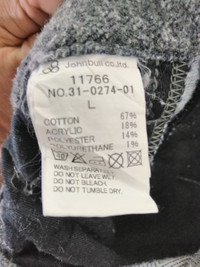 Johnbull co.,ltd.
11766
NO.31-0274-01
L
COTTON 67%
ACRYLIC 18%
POLYESTER 14%
POLYURETHANE 1%
WASH SEPARATELY
DO NOT LEAVE WET.
DO NOT BLEACH.
DO NOT TUMBLE DRY.